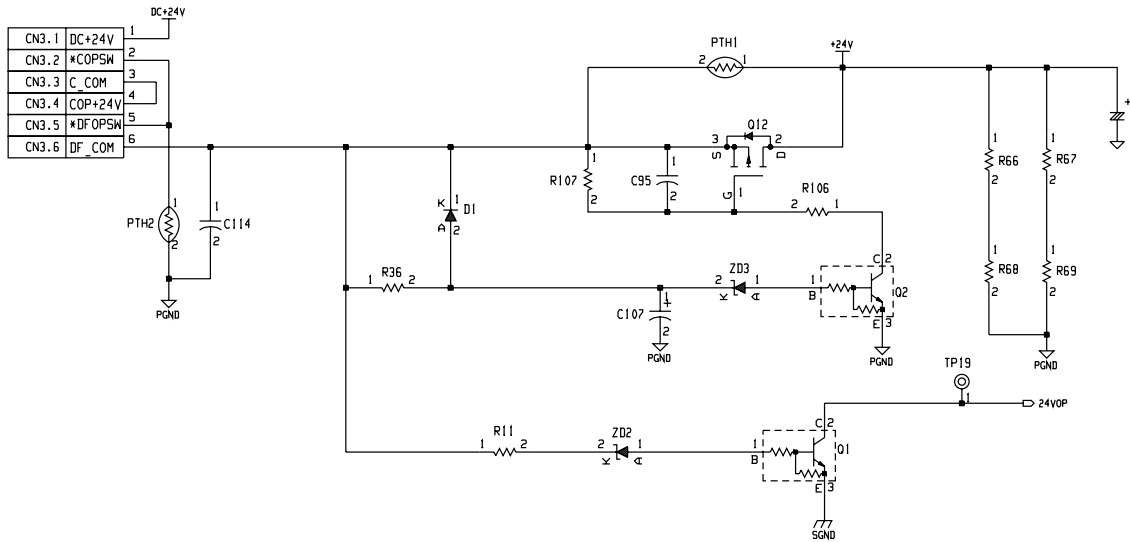 DC+24V
CN3.1 DC+24V 1
CN3.2 *COPSW 2
CN3.3 C_COM 3
CN3.4 COP+24V 4
CN3.5 *DFOPSW 5
CN3.6 DF_COM 6
PTH1
2 1
+24V
+
Q12
3 2
S D
G 1
R107
1
2
C95
1
2
R106
2 1
R66
1
2
R67
1
2
R68
1
2
R69
1
2
PGND
PTH2
1
2
C114
1
2
PGND
D1
K 1
A 2
R36
1 2
ZD3
2 1
K A
C107
1
+
2
PGND
Q2
C 2
1
B
E 3
PGND
TP19
1
24VOP
R11
1 2
ZD2
2 1
K A
Q1
C 2
1
B
E 3
SGND